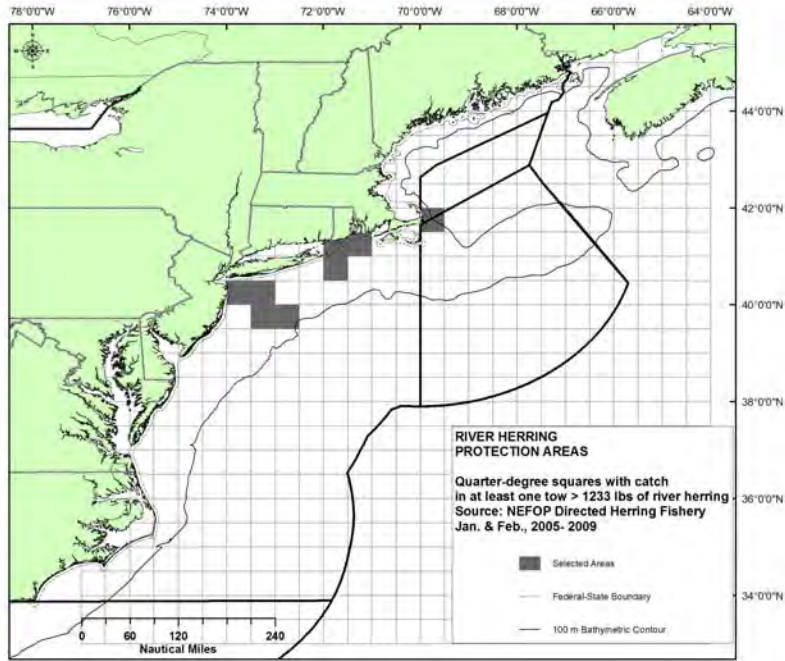 78°0'0"W 76°0'0"W 74°0'0"W 72°0'0"W 70°0'0"W 68°0'0"W 66°0'0"W 64°0'0"W
44°0'0"N
42°0'0"N
40°0'0"N
38°0'0"N
36°0'0"N
34°0'0"N
RIVER HERRING
PROTECTION AREAS
Quarter-degree squares with catch
in at least one tow > 1233 lbs of river herring
Source: NEFOP Directed Herring Fishery
Jan. & Feb., 2005- 2009
Selected Areas
Federal-State Boundary
100 m Bathymetric Contour
0 60 120 240
Nautical Miles